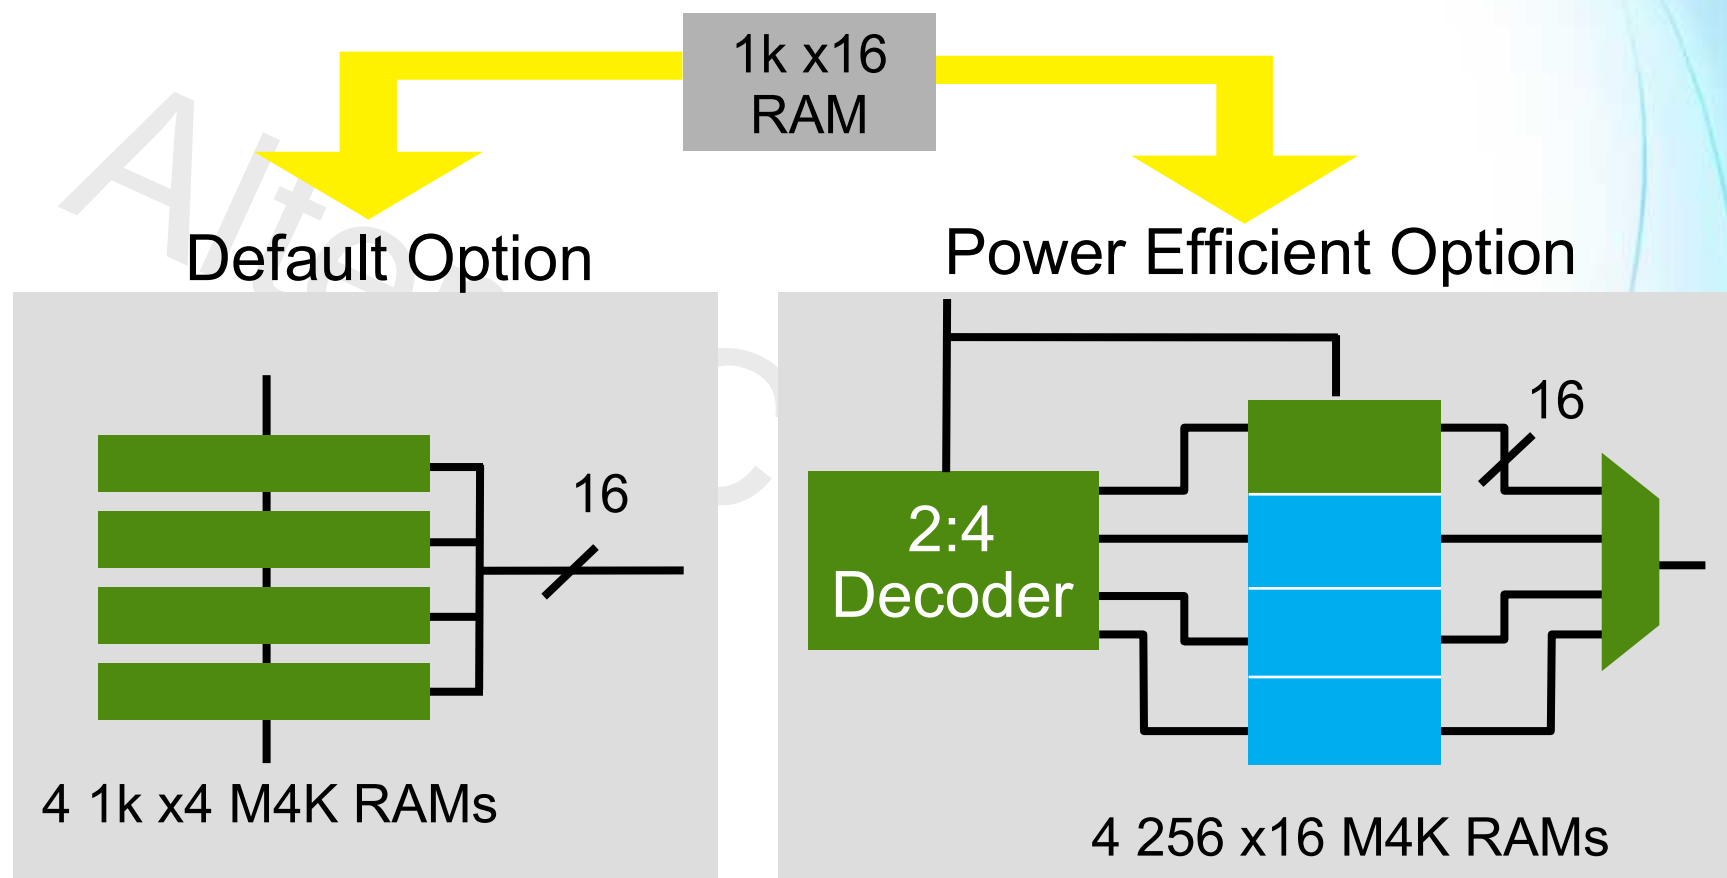 1k x16
RAM
Default Option
Power Efficient Option
16
16
2:4
Decoder
4 1k x4 M4K RAMs
4 256 x16 M4K RAMs